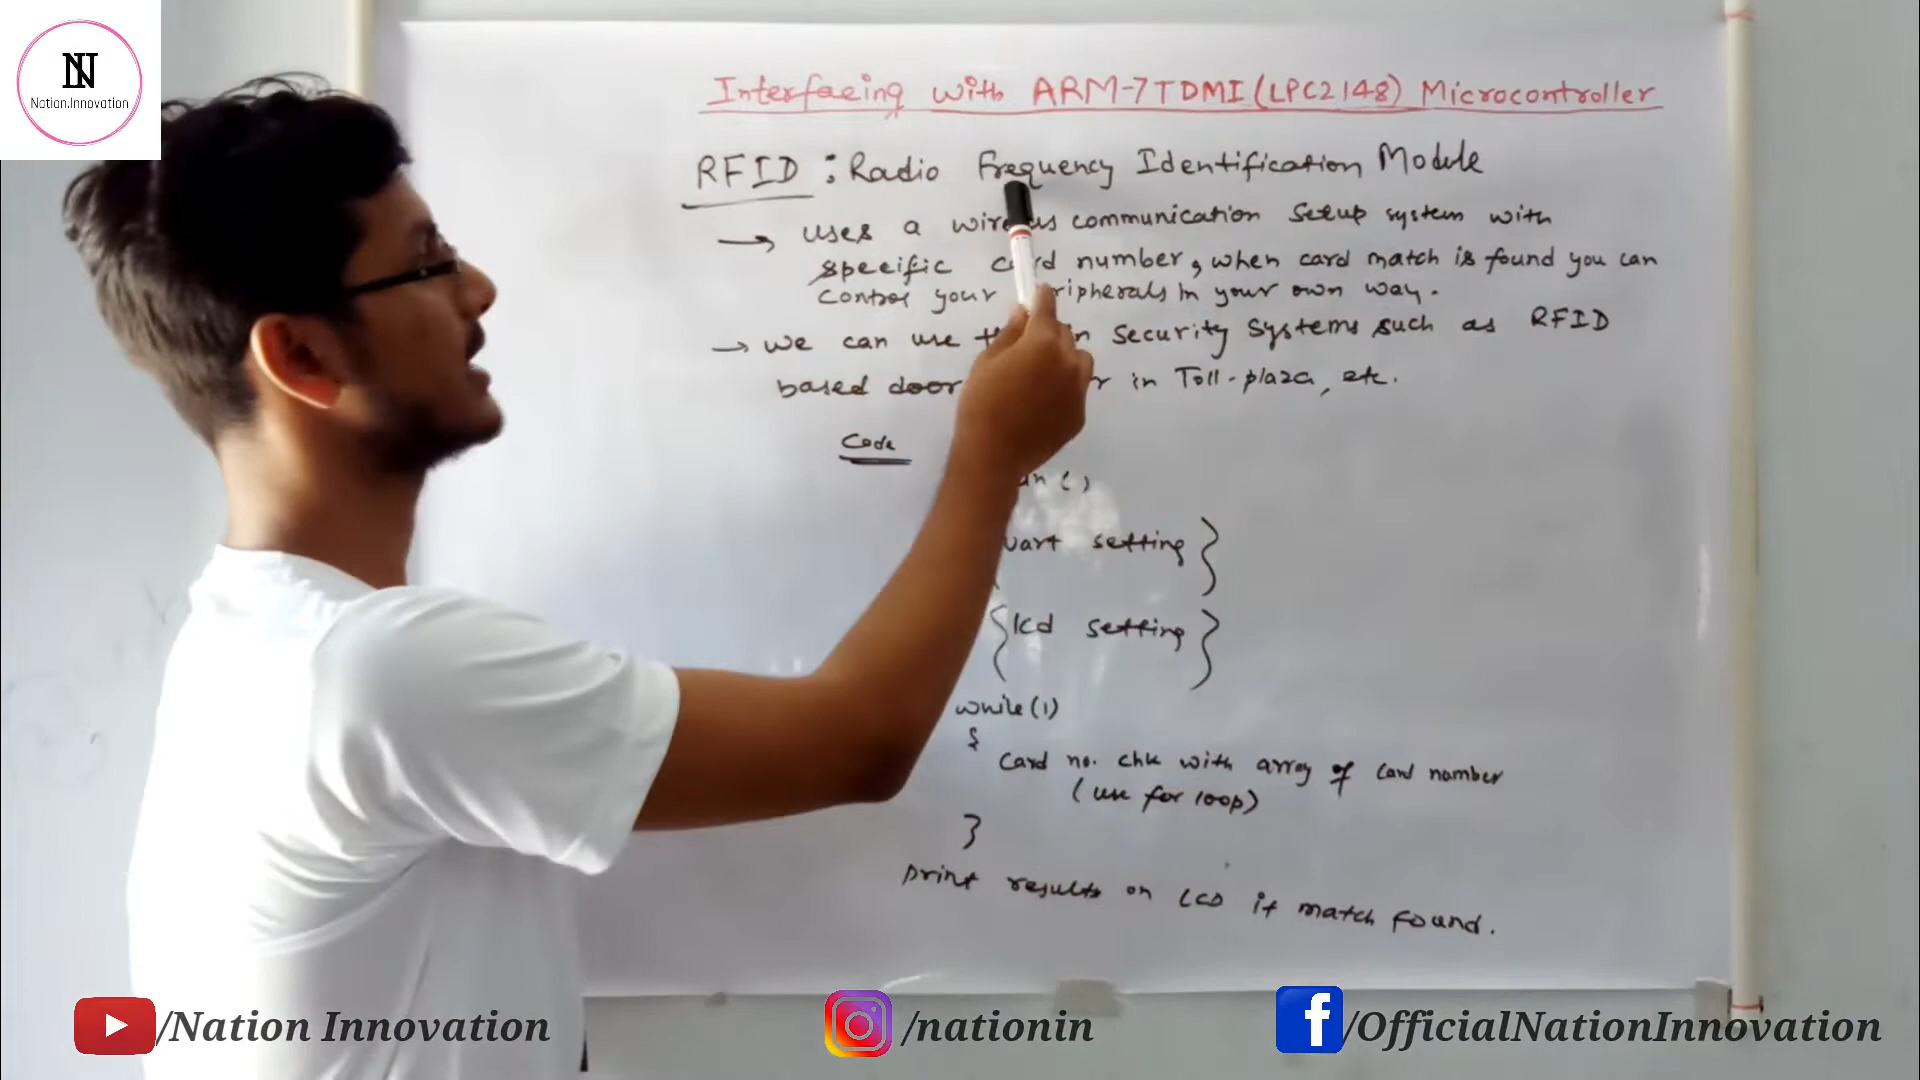 NN
Nation.Innovation
Interfacing with ARM-7TDMI (LPC2148) Microcontroller
RFID : Radio Frequency Identification Module
→ uses a communication setup system with
specific number, when card match is found you can
control your in your own way.
→ we can use in security systems such as RFID
based door in Toll-plaza, etc.
Code
uart setting }
{ lcd setting }
while(1)
{
Card no. chk with array of card number
(use for loop)
}
print results on LCD if match found.
/Nation Innovation
/nationin
/OfficialNationInnovation